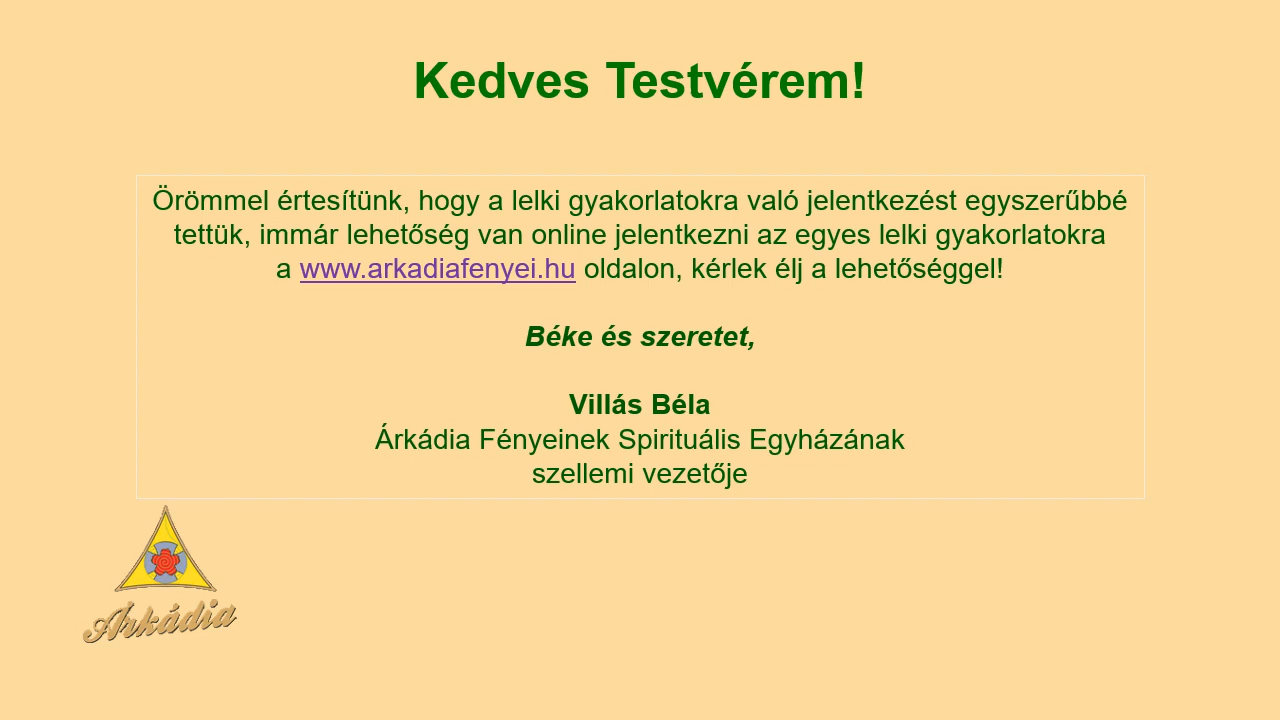 Kedves Testvérem!
Örömmel értesítünk, hogy a lelki gyakorlatokra való jelentkezést egyszerűbbé
tettük, immár lehetőség van online jelentkezni az egyes lelki gyakorlatokra
a www.arkadiafenyei.hu oldalon, kérlek élj a lehetőséggel!
Béke és szeretet,
Villás Béla
Árkádia Fényeinek Spirituális Egyházának
szellemi vezetője
Árkádia